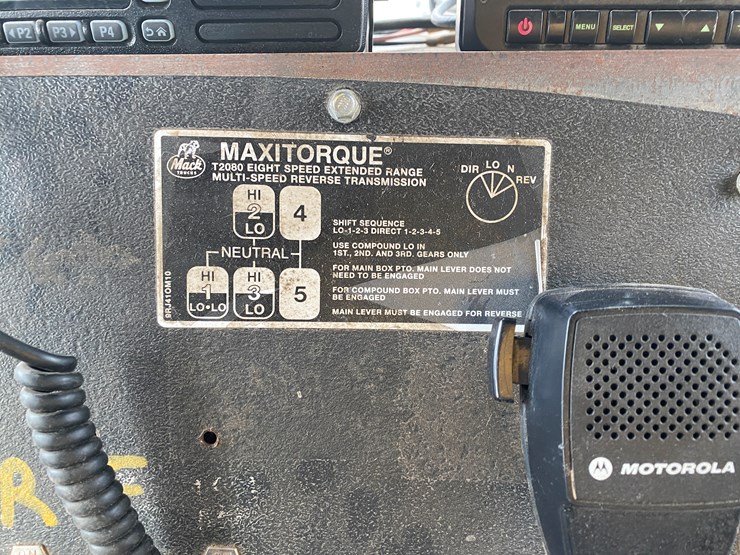 P2
P3
P4
MENU
SELECT
Mack
TRUCKS
MAXITORQUE®
T2080 EIGHT SPEED EXTENDED RANGE
MULTI-SPEED REVERSE TRANSMISSION
DIR LO N REV
HI
2
LO
4
NEUTRAL
HI
1
LO•LO
HI
3
LO
5
SHIFT SEQUENCE
LO-1-2-3 DIRECT 1-2-3-4-5
USE COMPOUND LO IN
1ST., 2ND. AND 3RD. GEARS ONLY
FOR MAIN BOX PTO. MAIN LEVER DOES NOT
NEED TO BE ENGAGED
FOR COMPOUND BOX PTO. MAIN LEVER MUST
BE ENGAGED
MAIN LEVER MUST BE ENGAGED FOR REVERSE
MOTOROLA